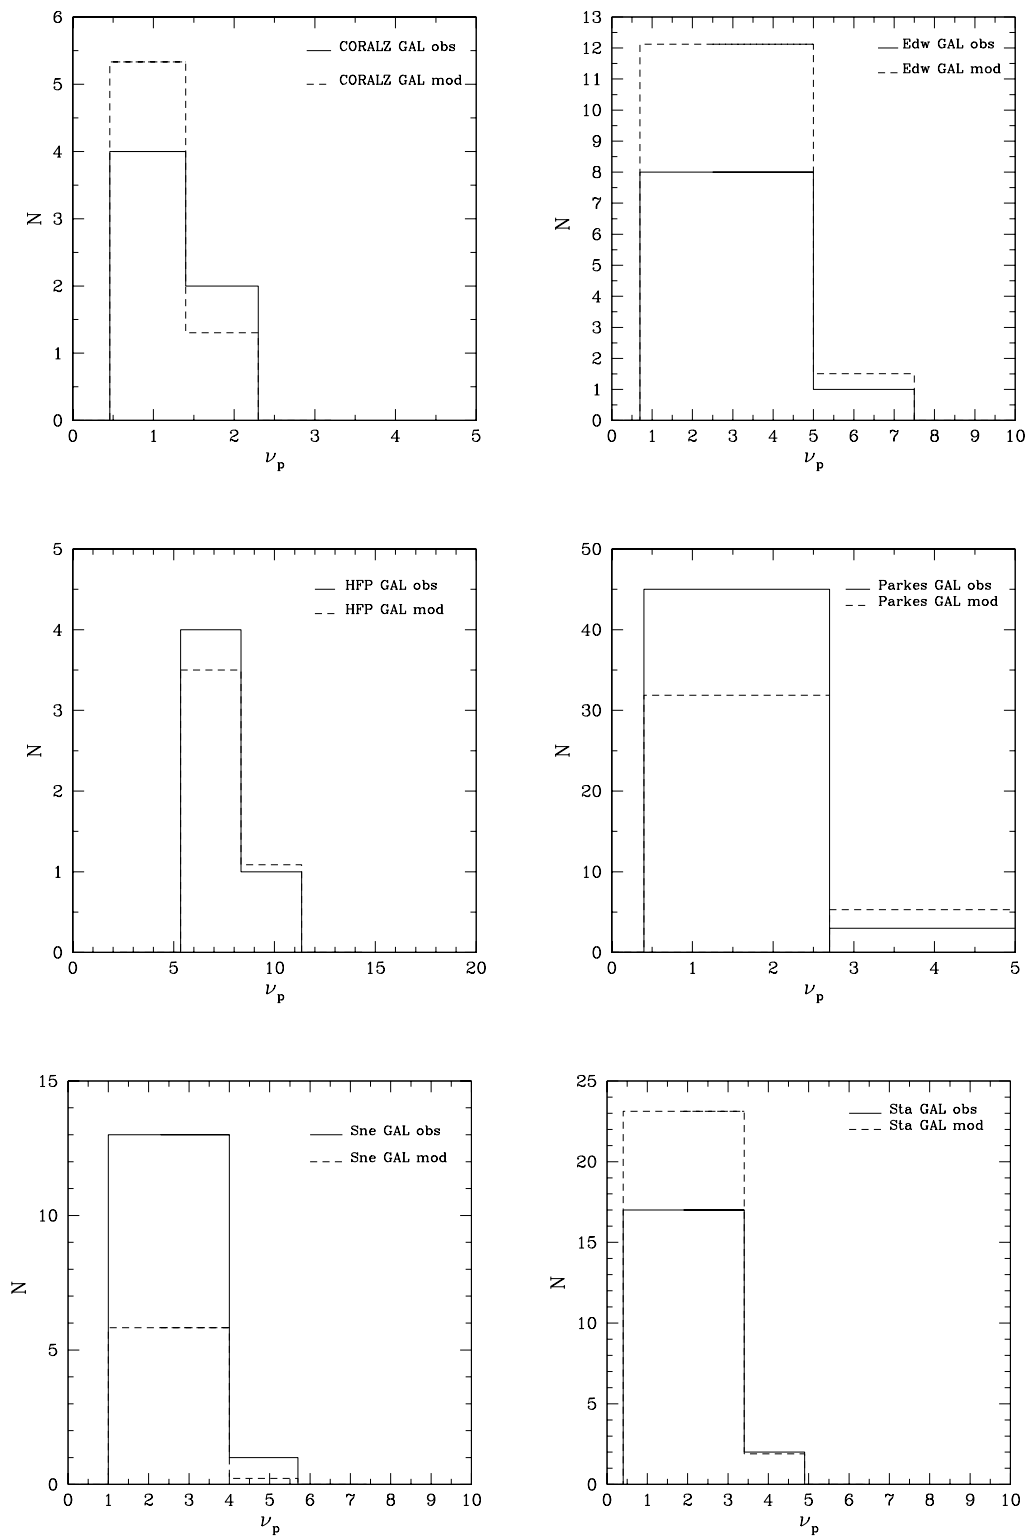 6
5
4
3
2
1
0
N
CORALZ GAL obs
CORALZ GAL mod
0 1 2 3 4 5
ν_p
13
12
11
10
9
8
7
6
5
4
3
2
1
0
N
Edw GAL obs
Edw GAL mod
0 1 2 3 4 5 6 7 8 9 10
ν_p
5
4
3
2
1
0
N
HFP GAL obs
HFP GAL mod
0 5 10 15 20
ν_p
50
40
30
20
10
0
N
Parkes GAL obs
Parkes GAL mod
0 1 2 3 4 5
ν_p
15
10
5
0
N
Sne GAL obs
Sne GAL mod
0 1 2 3 4 5 6 7 8 9 10
ν_p
25
20
15
10
5
0
N
Sta GAL obs
Sta GAL mod
0 1 2 3 4 5 6 7 8 9 10
ν_p